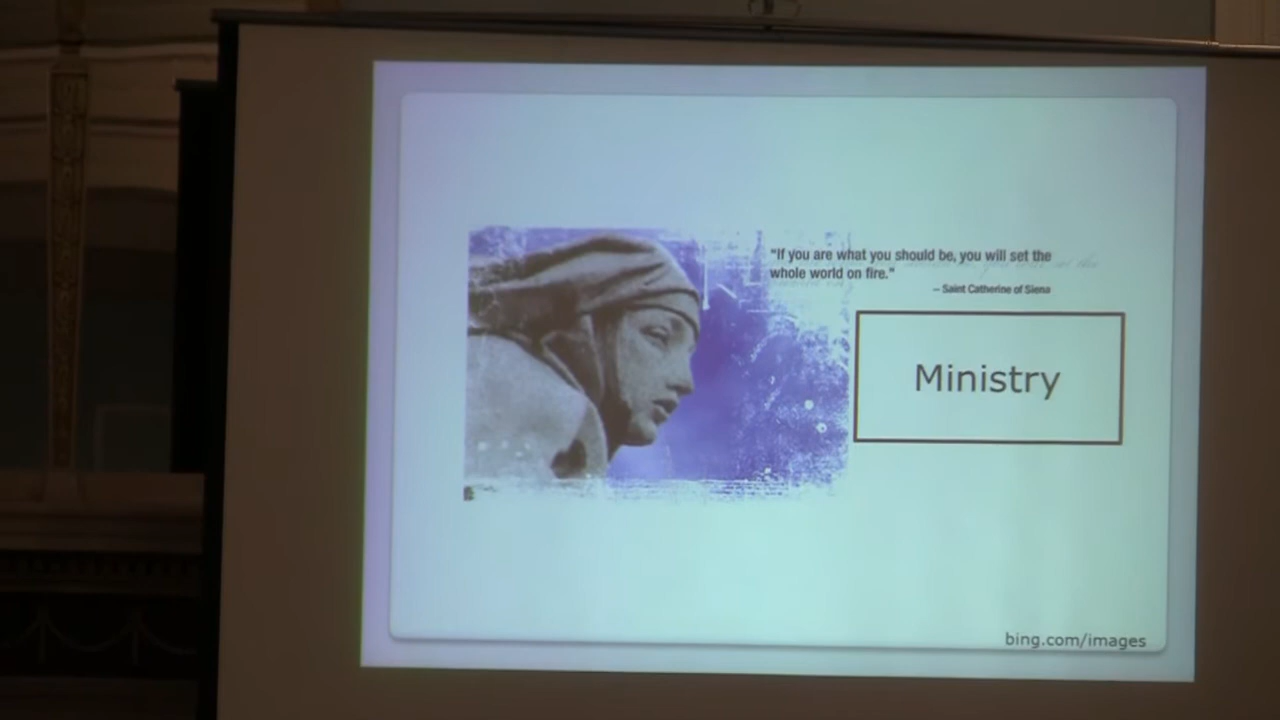 "If you are what you should be, you will set the
whole world on fire."
– Saint Catherine of Siena
Ministry
bing.com/images